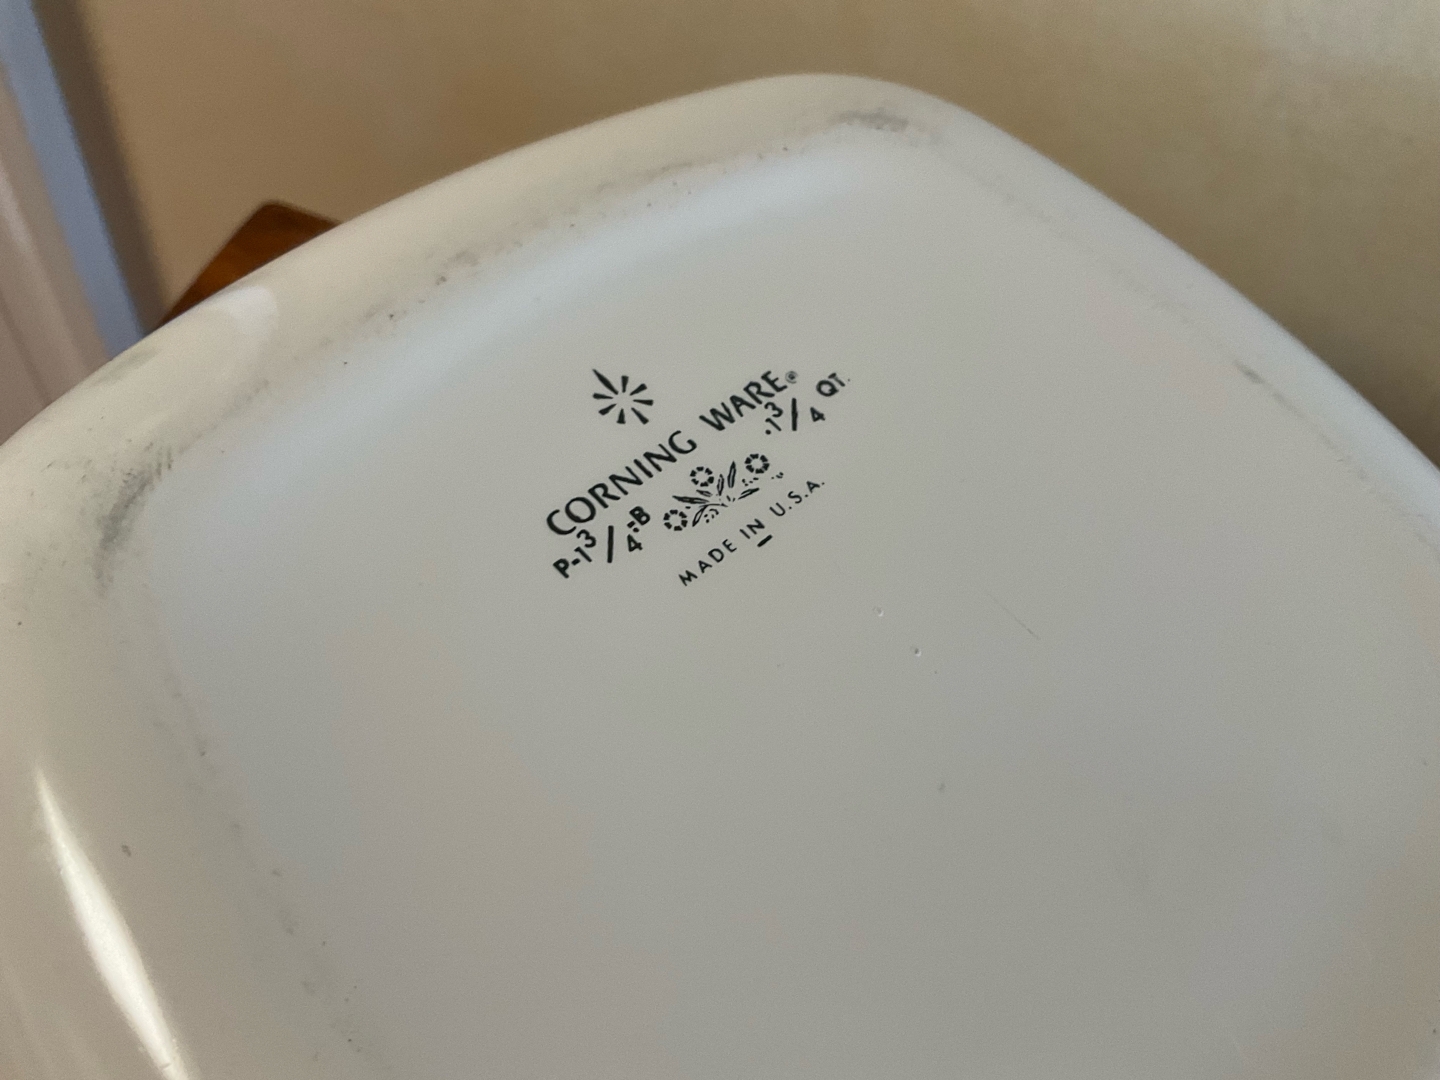 CORNING WARE®
P-1 3/4-B 1 3/4 QT.
MADE IN U.S.A.